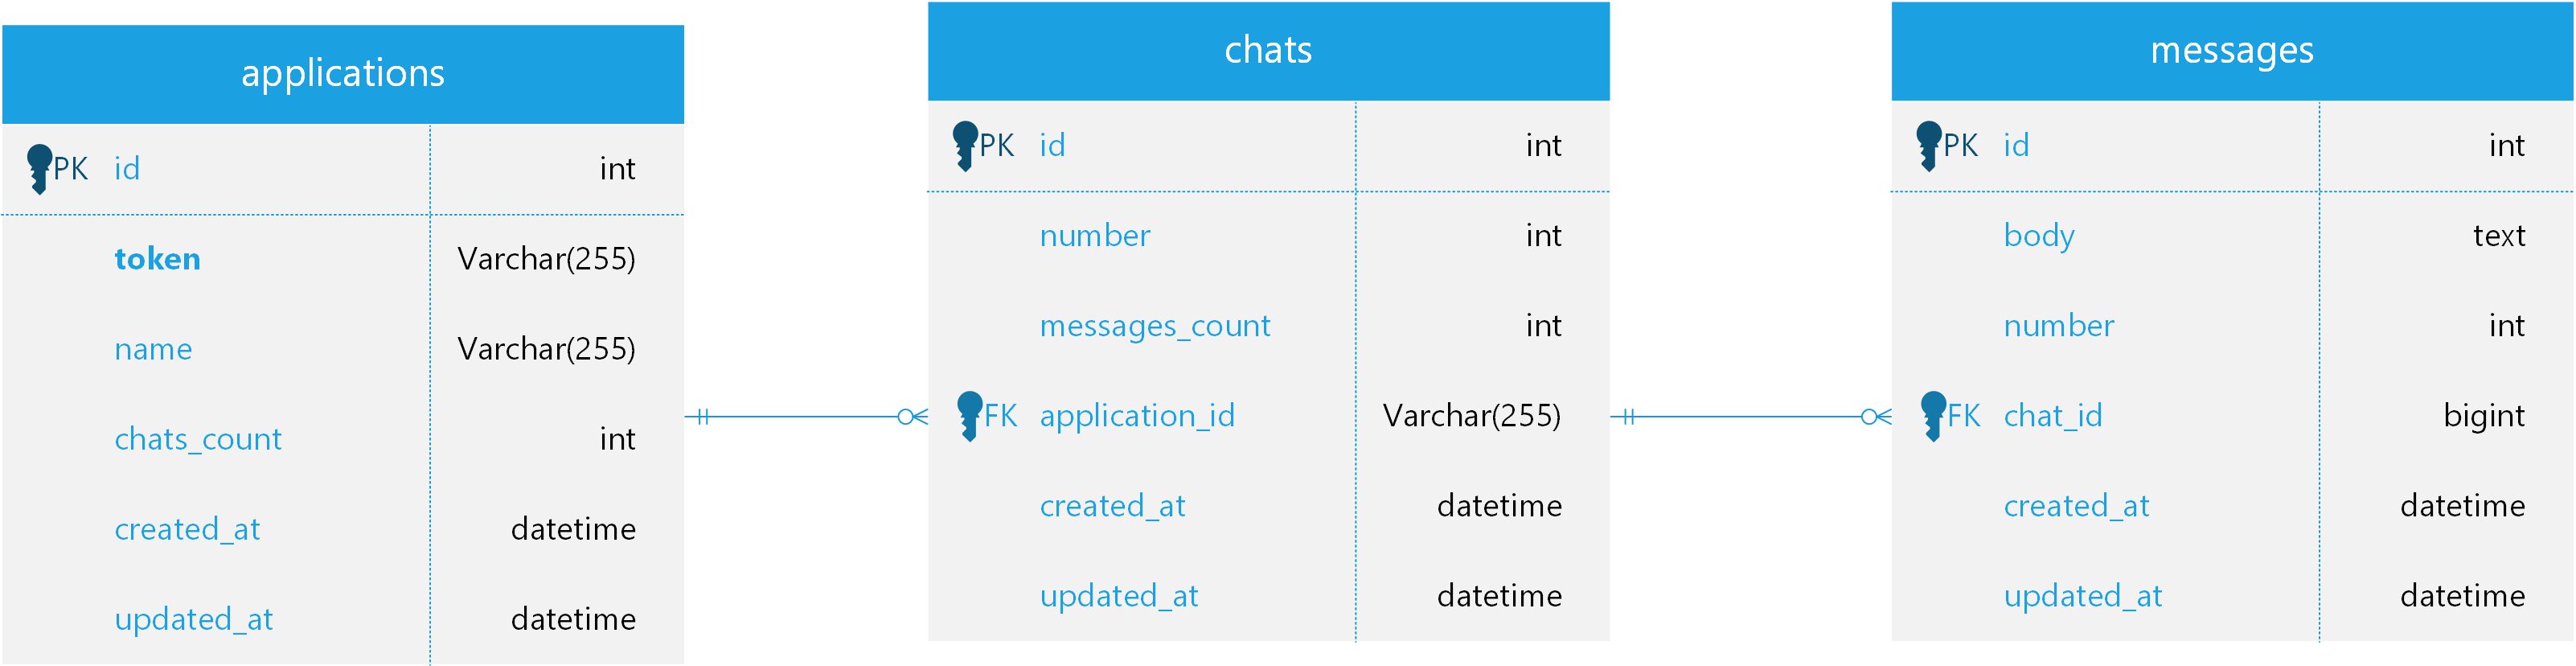 applications
PK id int
token Varchar(255)
name Varchar(255)
chats_count int
created_at datetime
updated_at datetime
chats
PK id int
number int
messages_count int
FK application_id Varchar(255)
created_at datetime
updated_at datetime
messages
PK id int
body text
number int
FK chat_id bigint
created_at datetime
updated_at datetime